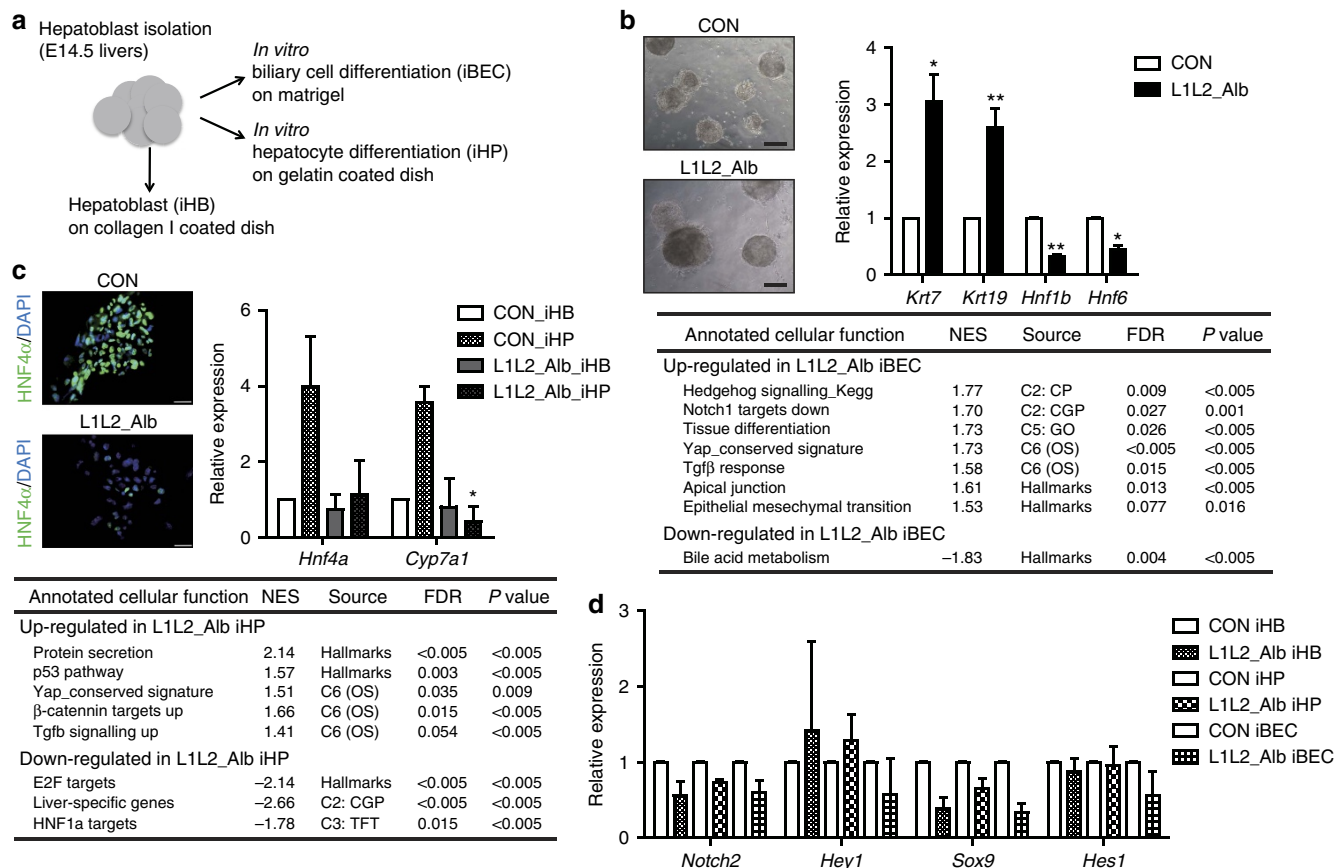 a
Hepatoblast isolation
(E14.5 livers)
In vitro
biliary cell differentiation (iBEC)
on matrigel
In vitro
hepatocyte differentiation (iHP)
on gelatin coated dish
Hepatoblast (iHB)
on collagen I coated dish
b
CON
L1L2_Alb
Relative expression
4
3
2
1
0
* ** ** *
Krt7 Krt19 Hnf1b Hnf6
CON
L1L2_Alb
Annotated cellular function NES Source FDR P value
Up-regulated in L1L2_Alb iBEC
Hedgehog signalling_Kegg 1.77 C2: CP 0.009 <0.005
Notch1 targets down 1.70 C2: CGP 0.027 0.001
Tissue differentiation 1.73 C5: GO 0.026 <0.005
Yap_conserved signature 1.73 C6 (OS) <0.005 <0.005
Tgfβ response 1.58 C6 (OS) 0.015 <0.005
Apical junction 1.61 Hallmarks 0.013 <0.005
Epithelial mesechymal transition 1.53 Hallmarks 0.077 0.016
Down-regulated in L1L2_Alb iBEC
Bile acid metabolism –1.83 Hallmarks 0.004 <0.005
c
CON
HNF4α/DAPI
L1L2_Alb
HNF4α/DAPI
Relative expression
6
4
2
0
*
Hnf4a Cyp7a1
CON_iHB
CON_iHP
L1L2_Alb_iHB
L1L2_Alb_iHP
Annotated cellular function NES Source FDR P value
Up-regulated in L1L2_Alb iHP
Protein secretion 2.14 Hallmarks <0.005 <0.005
p53 pathway 1.57 Hallmarks 0.003 <0.005
Yap_conserved signature 1.51 C6 (OS) 0.035 0.009
β-catennin targets up 1.66 C6 (OS) 0.015 <0.005
Tgfb signalling up 1.41 C6 (OS) 0.054 <0.005
Down-regulated in L1L2_Alb iHP
E2F targets –2.14 Hallmarks <0.005 <0.005
Liver-specific genes –2.66 C2: CGP <0.005 <0.005
HNF1a targets –1.78 C3: TFT 0.015 <0.005
d
Relative expression
3
2
1
0
Notch2 Hey1 Sox9 Hes1
CON iHB
L1L2_Alb iHB
CON iHP
L1L2_Alb iHP
CON iBEC
L1L2_Alb iBEC